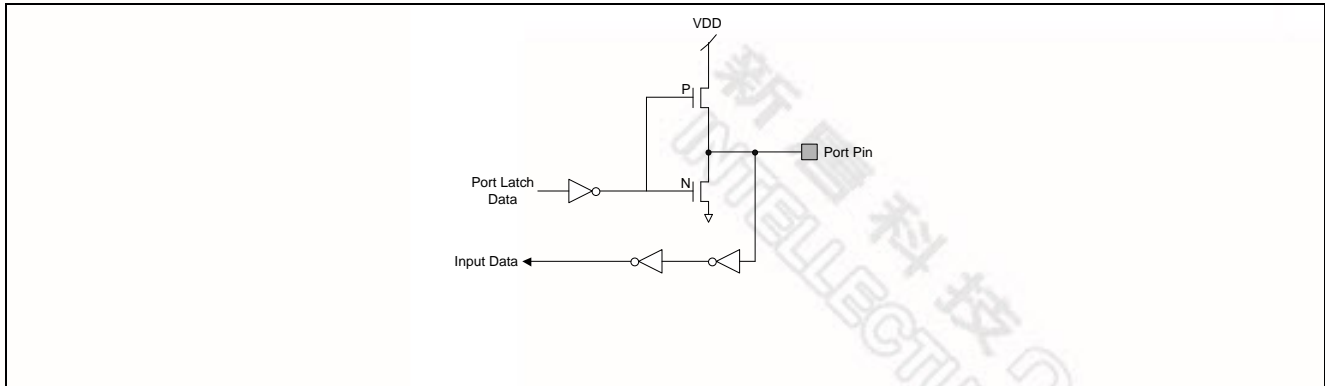 VDD
P
Port Pin
N
Port Latch
Data
Input Data
新唐科技